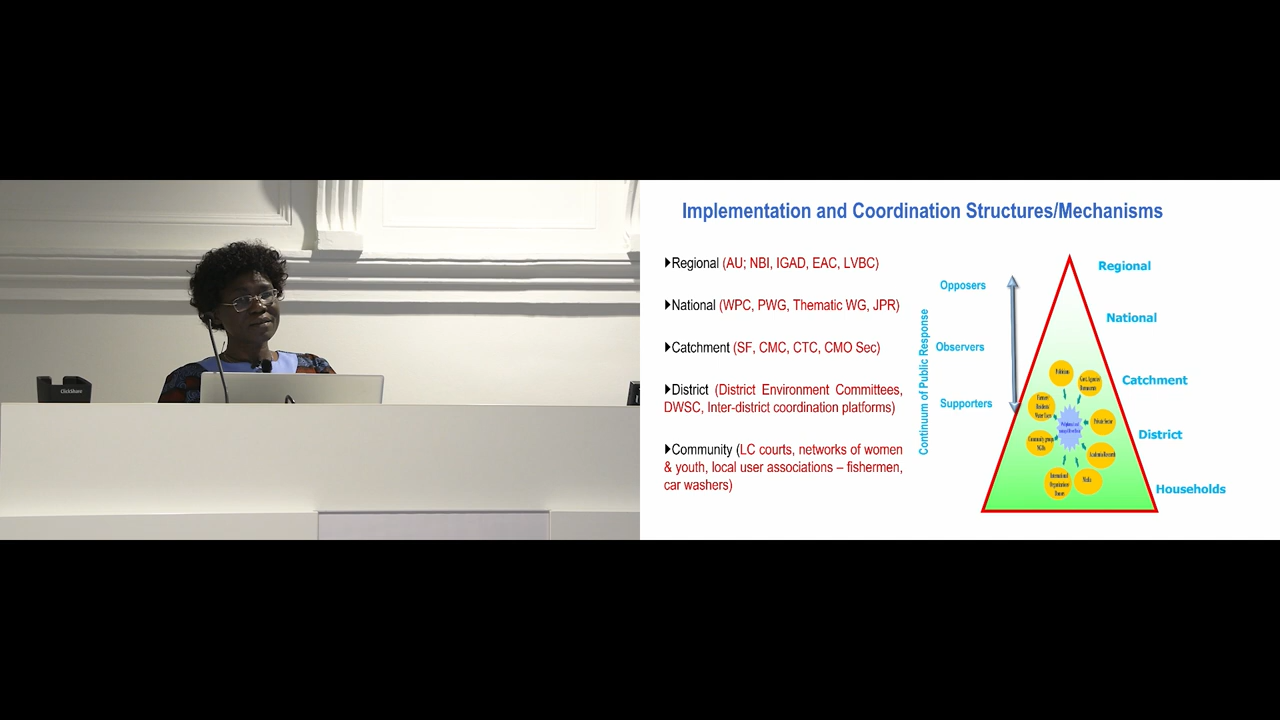 Implementation and Coordination Structures/Mechanisms
Regional (AU; NBI, IGAD, EAC, LVBC)
National (WPC, PWG, Thematic WG, JPR)
Catchment (SF, CMC, CTC, CMO Sec)
District (District Environment Committees,
DWSC, Inter-district coordination platforms)
Community (LC courts, networks of women
& youth, local user associations – fishermen,
car washers)
Continuum of Public Response
Opposers
Observers
Supporters
Regional
National
Catchment
District
Households
Politicians
Private Sector
Media
ClickShare